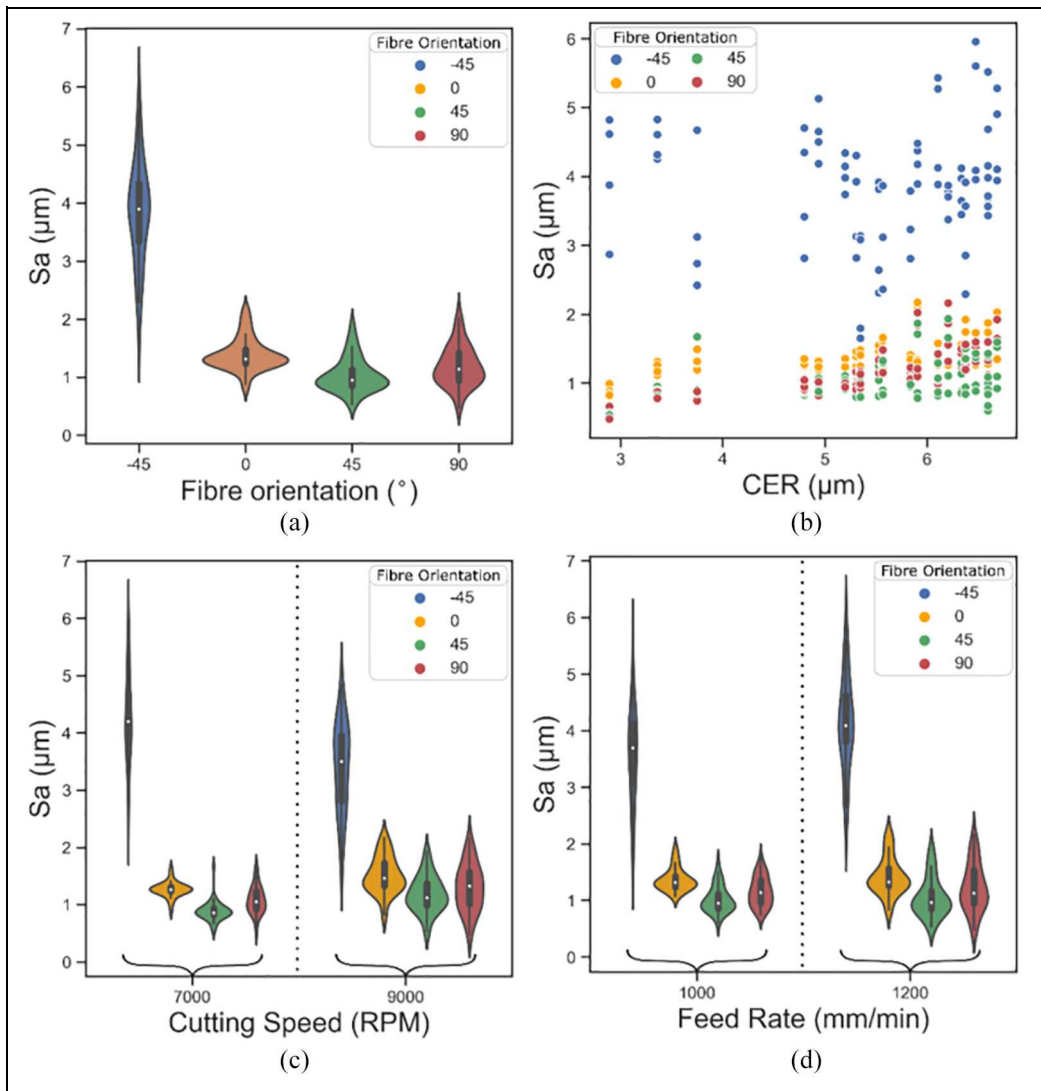 7
6
5
4
3
2
1
0
Sa (μm)
Fibre Orientation
-45
0
45
90
-45 0 45 90
Fibre orientation (°)
(a)
6
5
4
3
2
1
Sa (μm)
Fibre Orientation
-45 45
0 90
3 4 5 6
CER (μm)
(b)
7
6
5
4
3
2
1
0
Sa (μm)
Fibre Orientation
-45
0
45
90
7000 9000
Cutting Speed (RPM)
(c)
7
6
5
4
3
2
1
0
Sa (μm)
Fibre Orientation
-45
0
45
90
1000 1200
Feed Rate (mm/min)
(d)